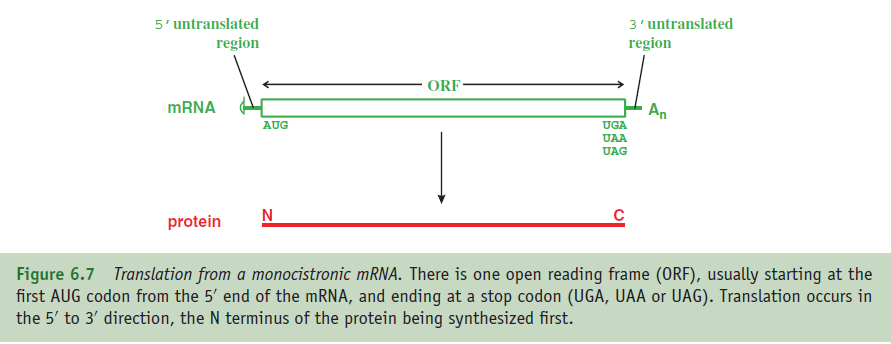 5′ untranslated
region
3′ untranslated
region
ORF
mRNA
An
AUG
UGA
UAA
UAG
protein
N
C
Figure 6.7 Translation from a monocistronic mRNA. There is one open reading frame (ORF), usually starting at the
first AUG codon from the 5′ end of the mRNA, and ending at a stop codon (UGA, UAA or UAG). Translation occurs in
the 5′ to 3′ direction, the N terminus of the protein being synthesized first.